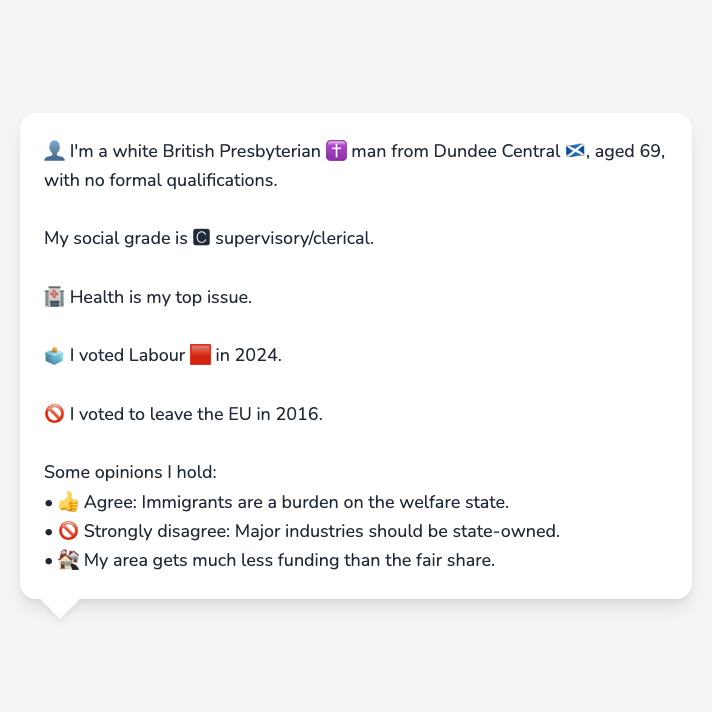 👤 I'm a white British Presbyterian ✝️ man from Dundee Central 🏴󠁧󠁢󠁳󠁣󠁴󠁿, aged 69,
with no formal qualifications.
My social grade is 🅲 supervisory/clerical.
🏥 Health is my top issue.
🗳️ I voted Labour 🟥 in 2024.
🚫 I voted to leave the EU in 2016.
Some opinions I hold:
• 👍 Agree: Immigrants are a burden on the welfare state.
• 🚫 Strongly disagree: Major industries should be state-owned.
• 🏚️ My area gets much less funding than the fair share.